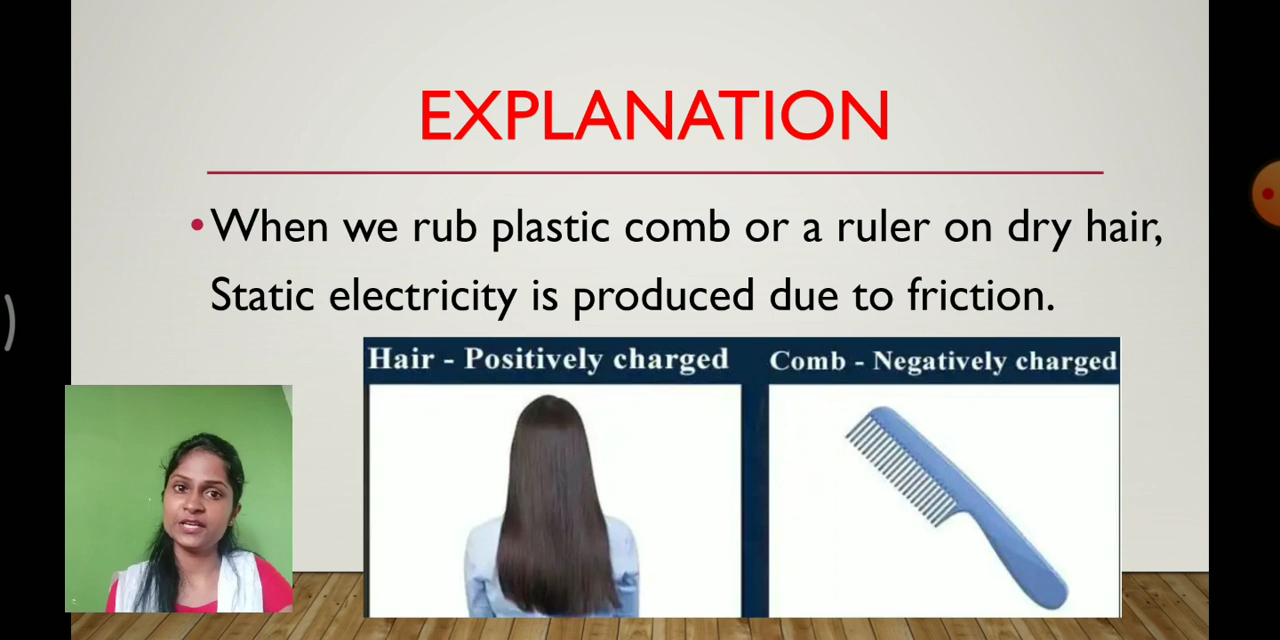 EXPLANATION
•When we rub plastic comb or a ruler on dry hair,
Static electricity is produced due to friction.
Hair - Positively charged
Comb - Negatively charged